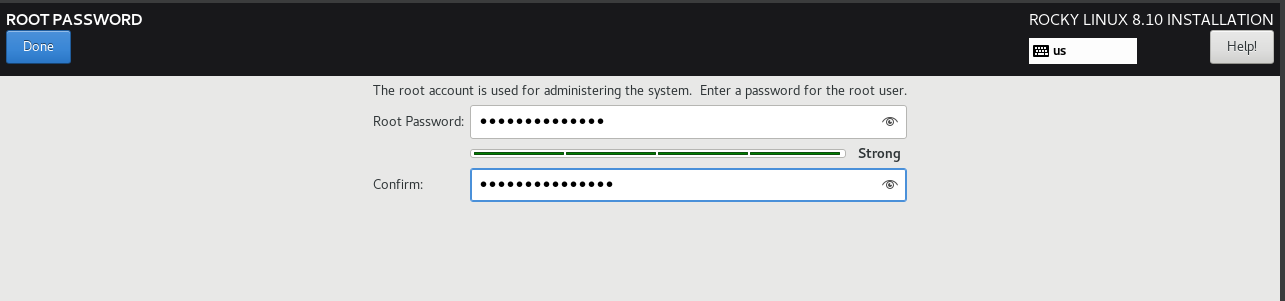 ROOT PASSWORD
ROCKY LINUX 8.10 INSTALLATION
Done
us
Help!
The root account is used for administering the system.  Enter a password for the root user.
Root Password: ••••••••••••••
Strong
Confirm: •••••••••••••••